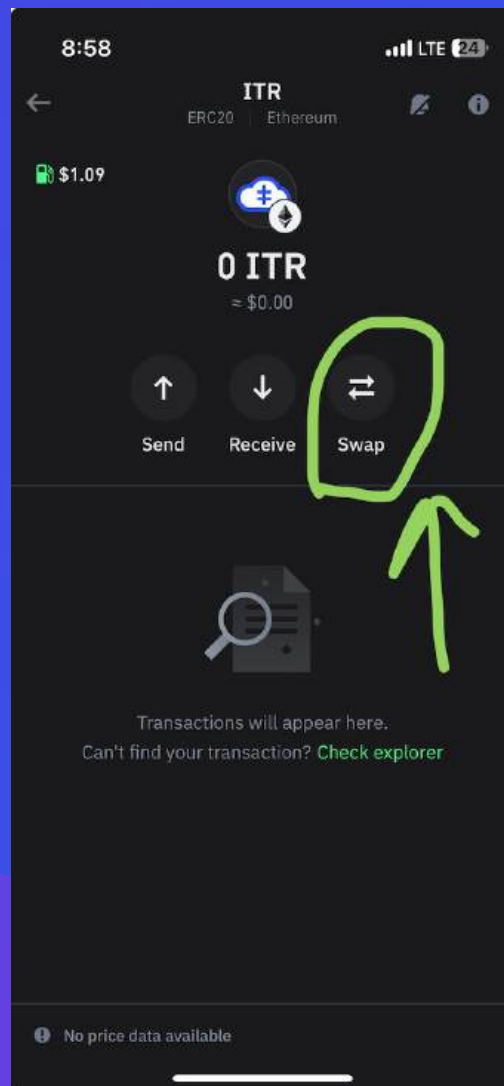 8:58
LTE 24
ITR
ERC20 | Ethereum
$1.09
0 ITR
≈ $0.00
Send Receive Swap
Transactions will appear here.
Can't find your transaction? Check explorer
No price data available